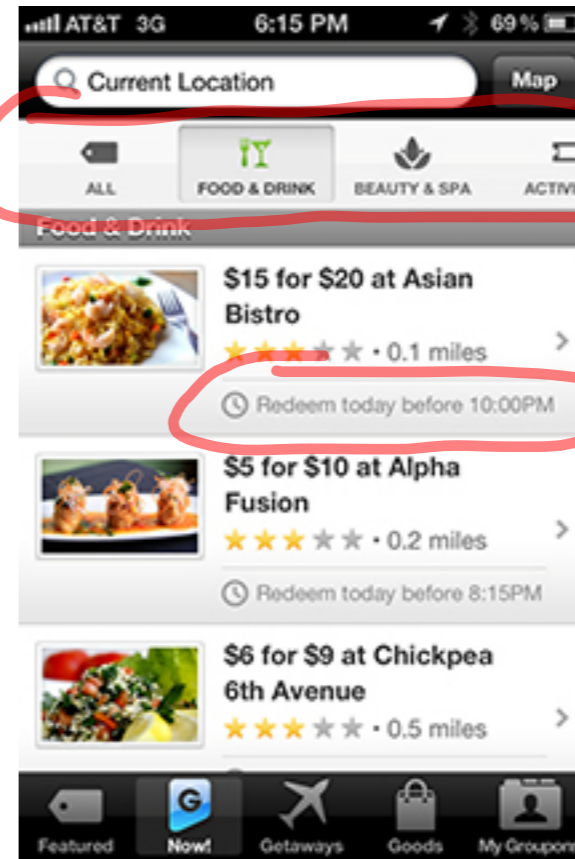 AT&T 3G 6:15 PM 69%
Current Location Map
ALL FOOD & DRINK BEAUTY & SPA ACTIVI
Food & Drink
$15 for $20 at Asian
Bistro
• 0.1 miles
Redeem today before 10:00PM
$5 for $10 at Alpha
Fusion
• 0.2 miles
Redeem today before 8:15PM
$6 for $9 at Chickpea
6th Avenue
• 0.5 miles
G
Featured Now! Getaways Goods My Groupons